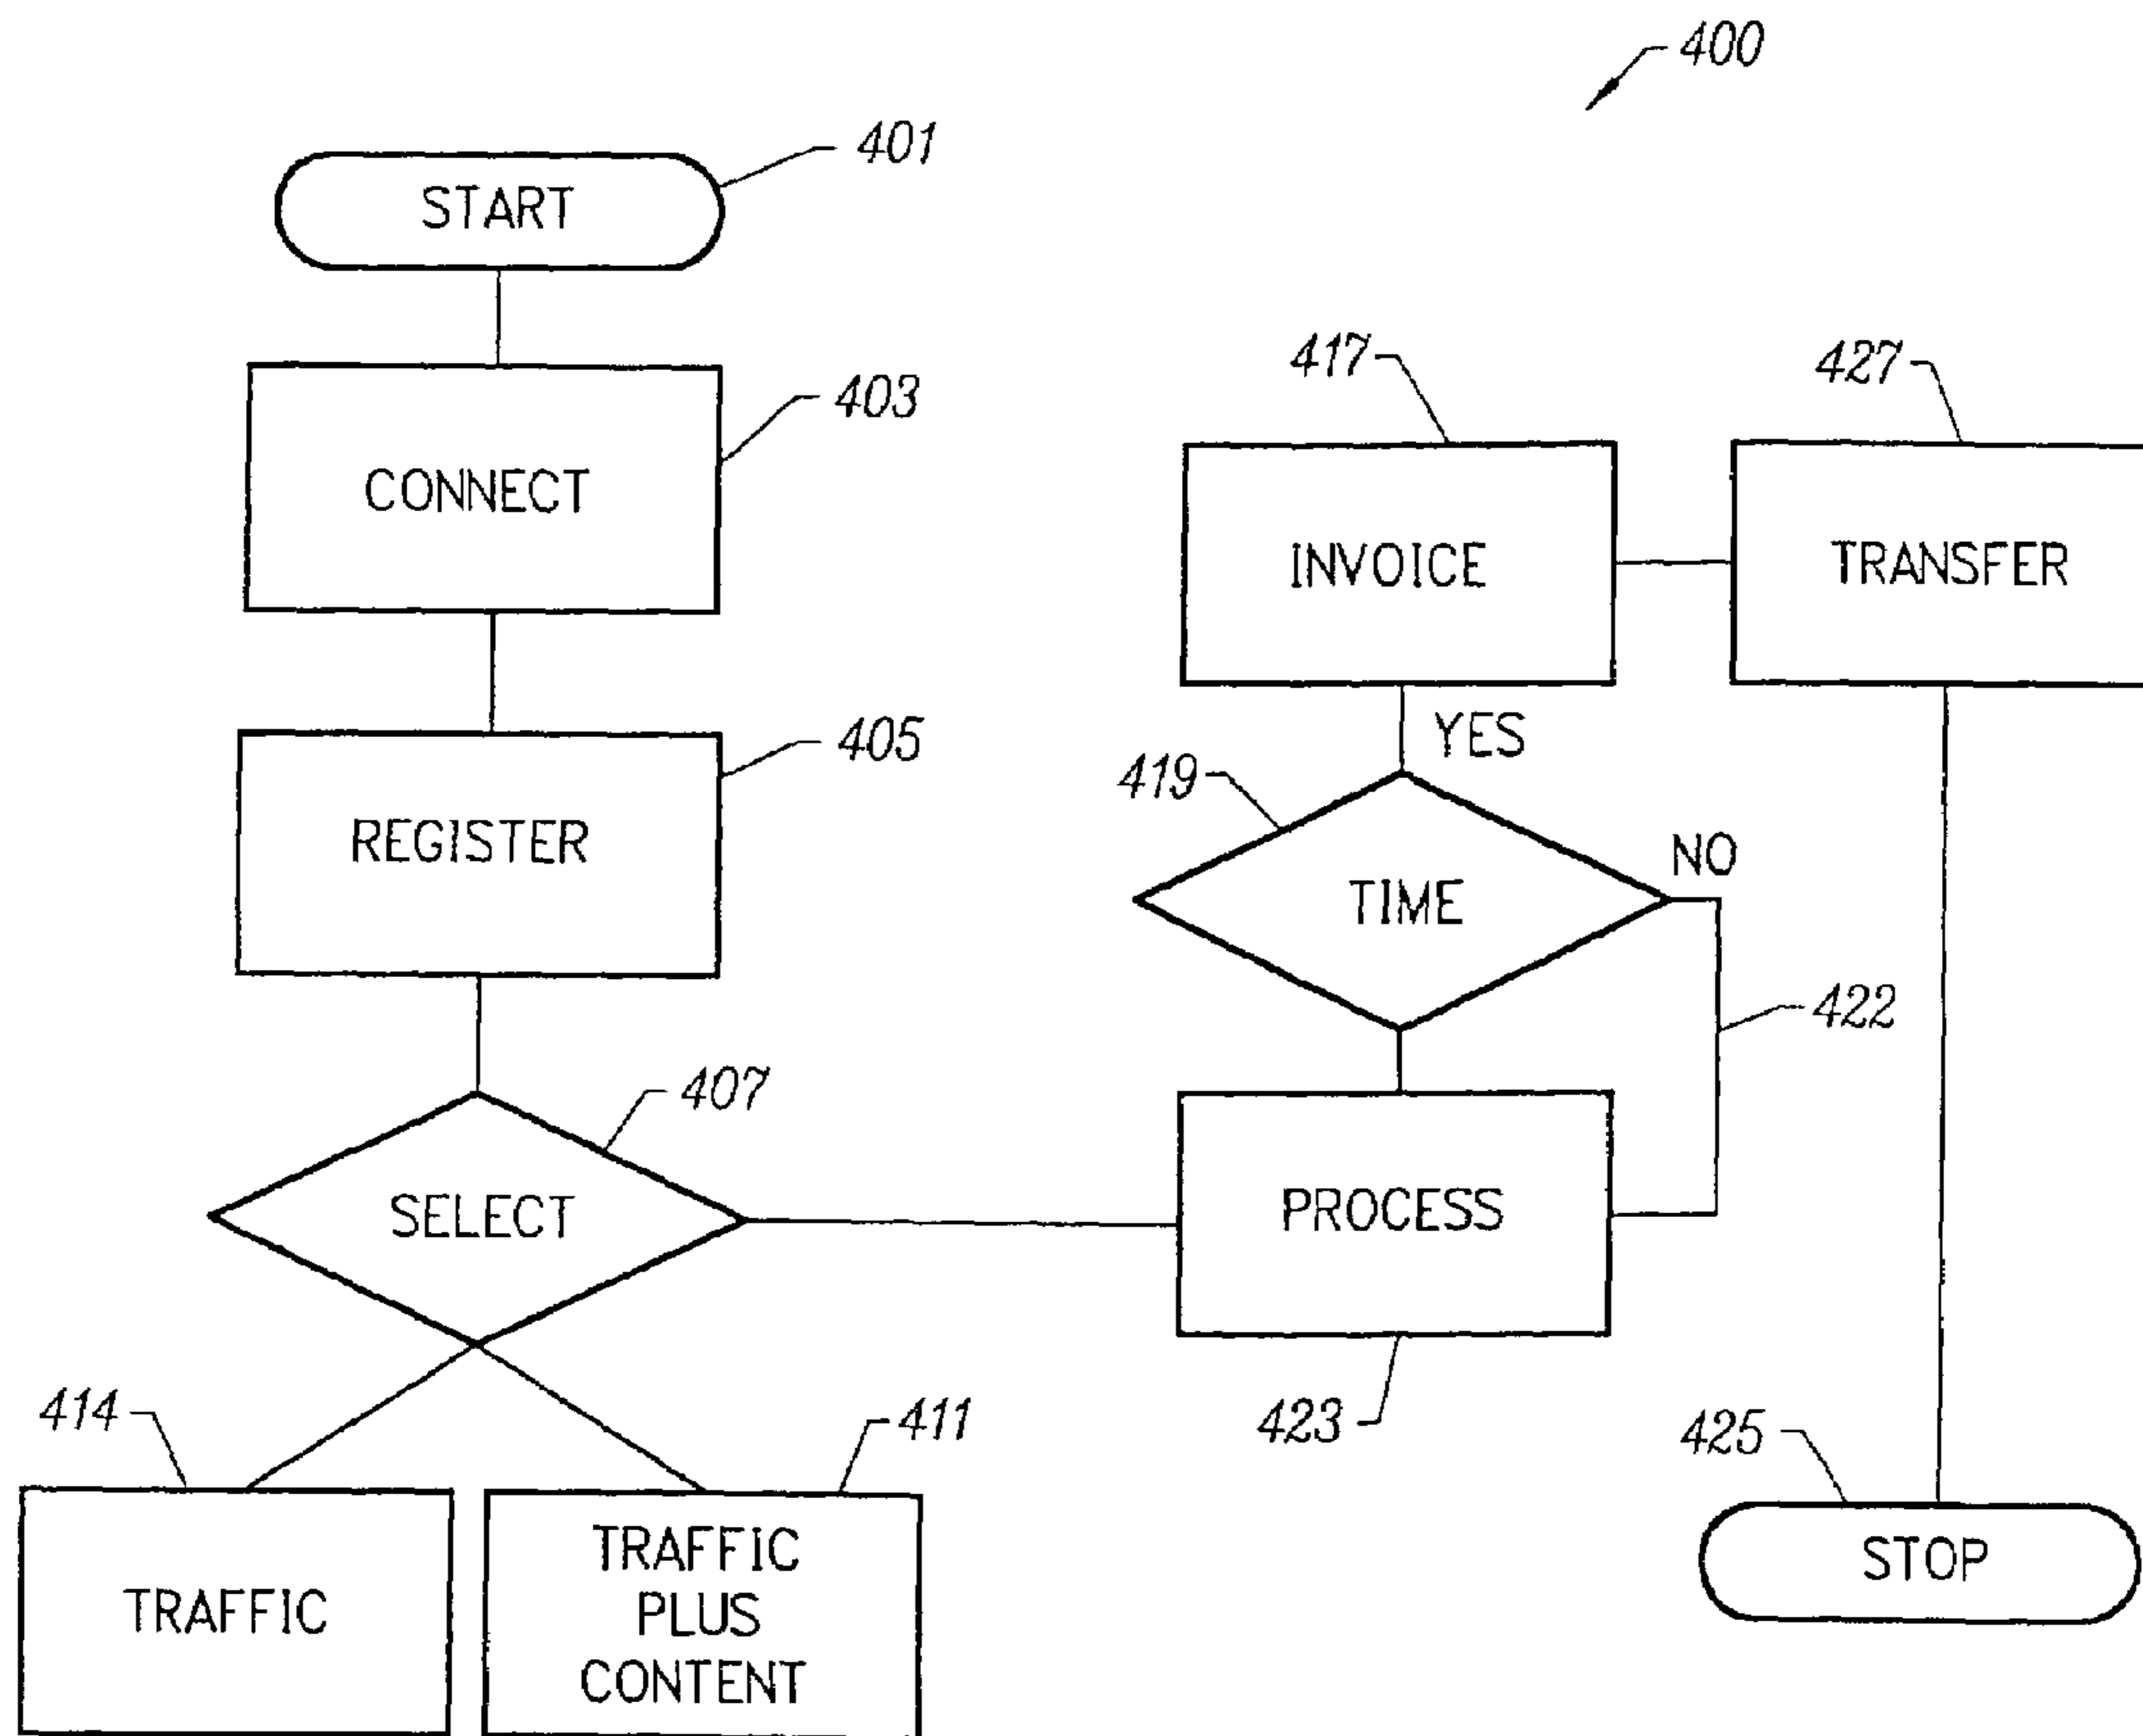 400
401
START
403
CONNECT
417
427
INVOICE
TRANSFER
405
REGISTER
YES
419
NO
TIME
422
407
SELECT
PROCESS
414
411
423
425
TRAFFIC
TRAFFIC
PLUS
CONTENT
STOP